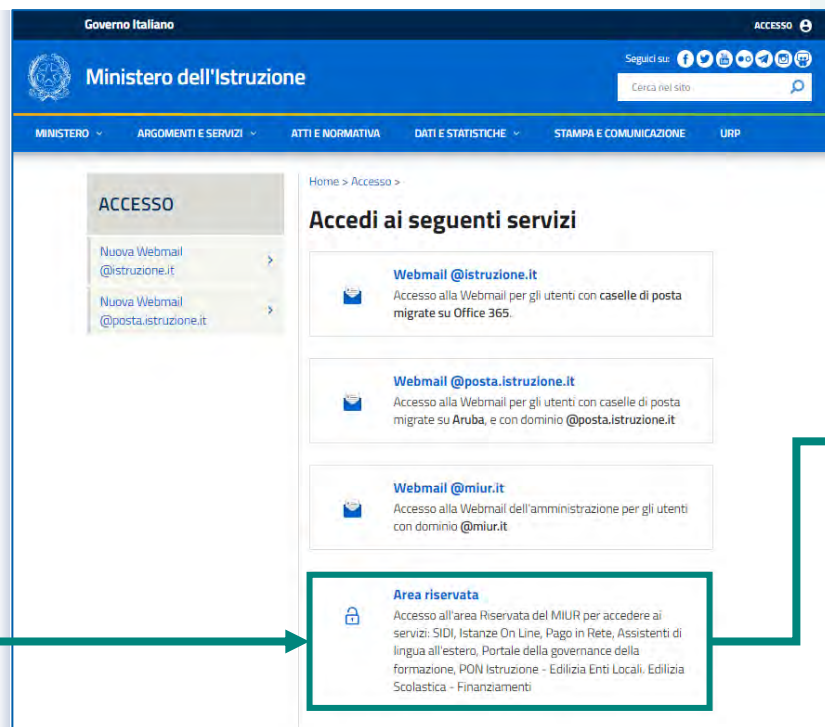 Governo Italiano
ACCESSO
Ministero dell'Istruzione
Seguici su:
Cerca nel sito
MINISTERO
ARGOMENTI E SERVIZI
ATTI E NORMATIVA
DATI E STATISTICHE
STAMPA E COMUNICAZIONE
URP
ACCESSO
Nuova Webmail
@istruzione.it
Nuova Webmail
@posta.istruzione.it
Home > Accesso >
Accedi ai seguenti servizi
Webmail @istruzione.it
Accesso alla Webmail per gli utenti con caselle di posta
migrate su Office 365.
Webmail @posta.istruzione.it
Accesso alla Webmail per gli utenti con caselle di posta
migrate su Aruba, e con dominio @posta.istruzione.it
Webmail @miur.it
Accesso alla Webmail dell'amministrazione per gli utenti
con dominio @miur.it
Area riservata
Accesso all'area Riservata del MIUR per accedere ai
servizi: SIDI, Istanze On Line, Pago in Rete, Assistenti di
lingua all'estero, Portale della governance della
formazione, PON Istruzione - Edilizia Enti Locali. Edilizia
Scolastica - Finanziamenti